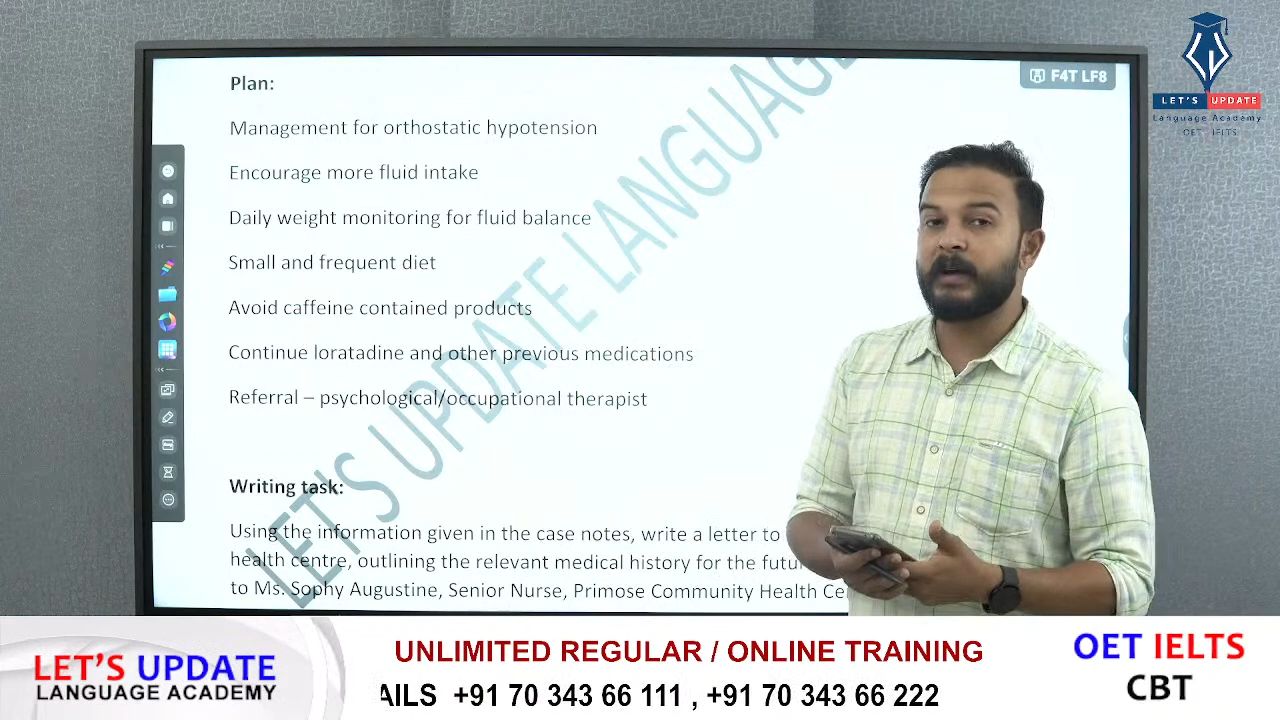 Plan:
Management for orthostatic hypotension
Encourage more fluid intake
Daily weight monitoring for fluid balance
Small and frequent diet
Avoid caffeine contained products
Continue loratadine and other previous medications
Referral – psychological/occupational therapist
Writing task:
Using the information given in the case notes, write a letter to
health centre, outlining the relevant medical history for the
to Ms. Sophy Augustine, Senior Nurse, Primose Community Health
F4T LF8
LET'S UPDATE LANGUAGE
LET'S UPDATE
Language Academy
OET IELTS
LET'S UPDATE
LANGUAGE ACADEMY
UNLIMITED REGULAR / ONLINE TRAINING
AILS +91 70 343 66 111 , +91 70 343 66 222
OET IELTS
CBT